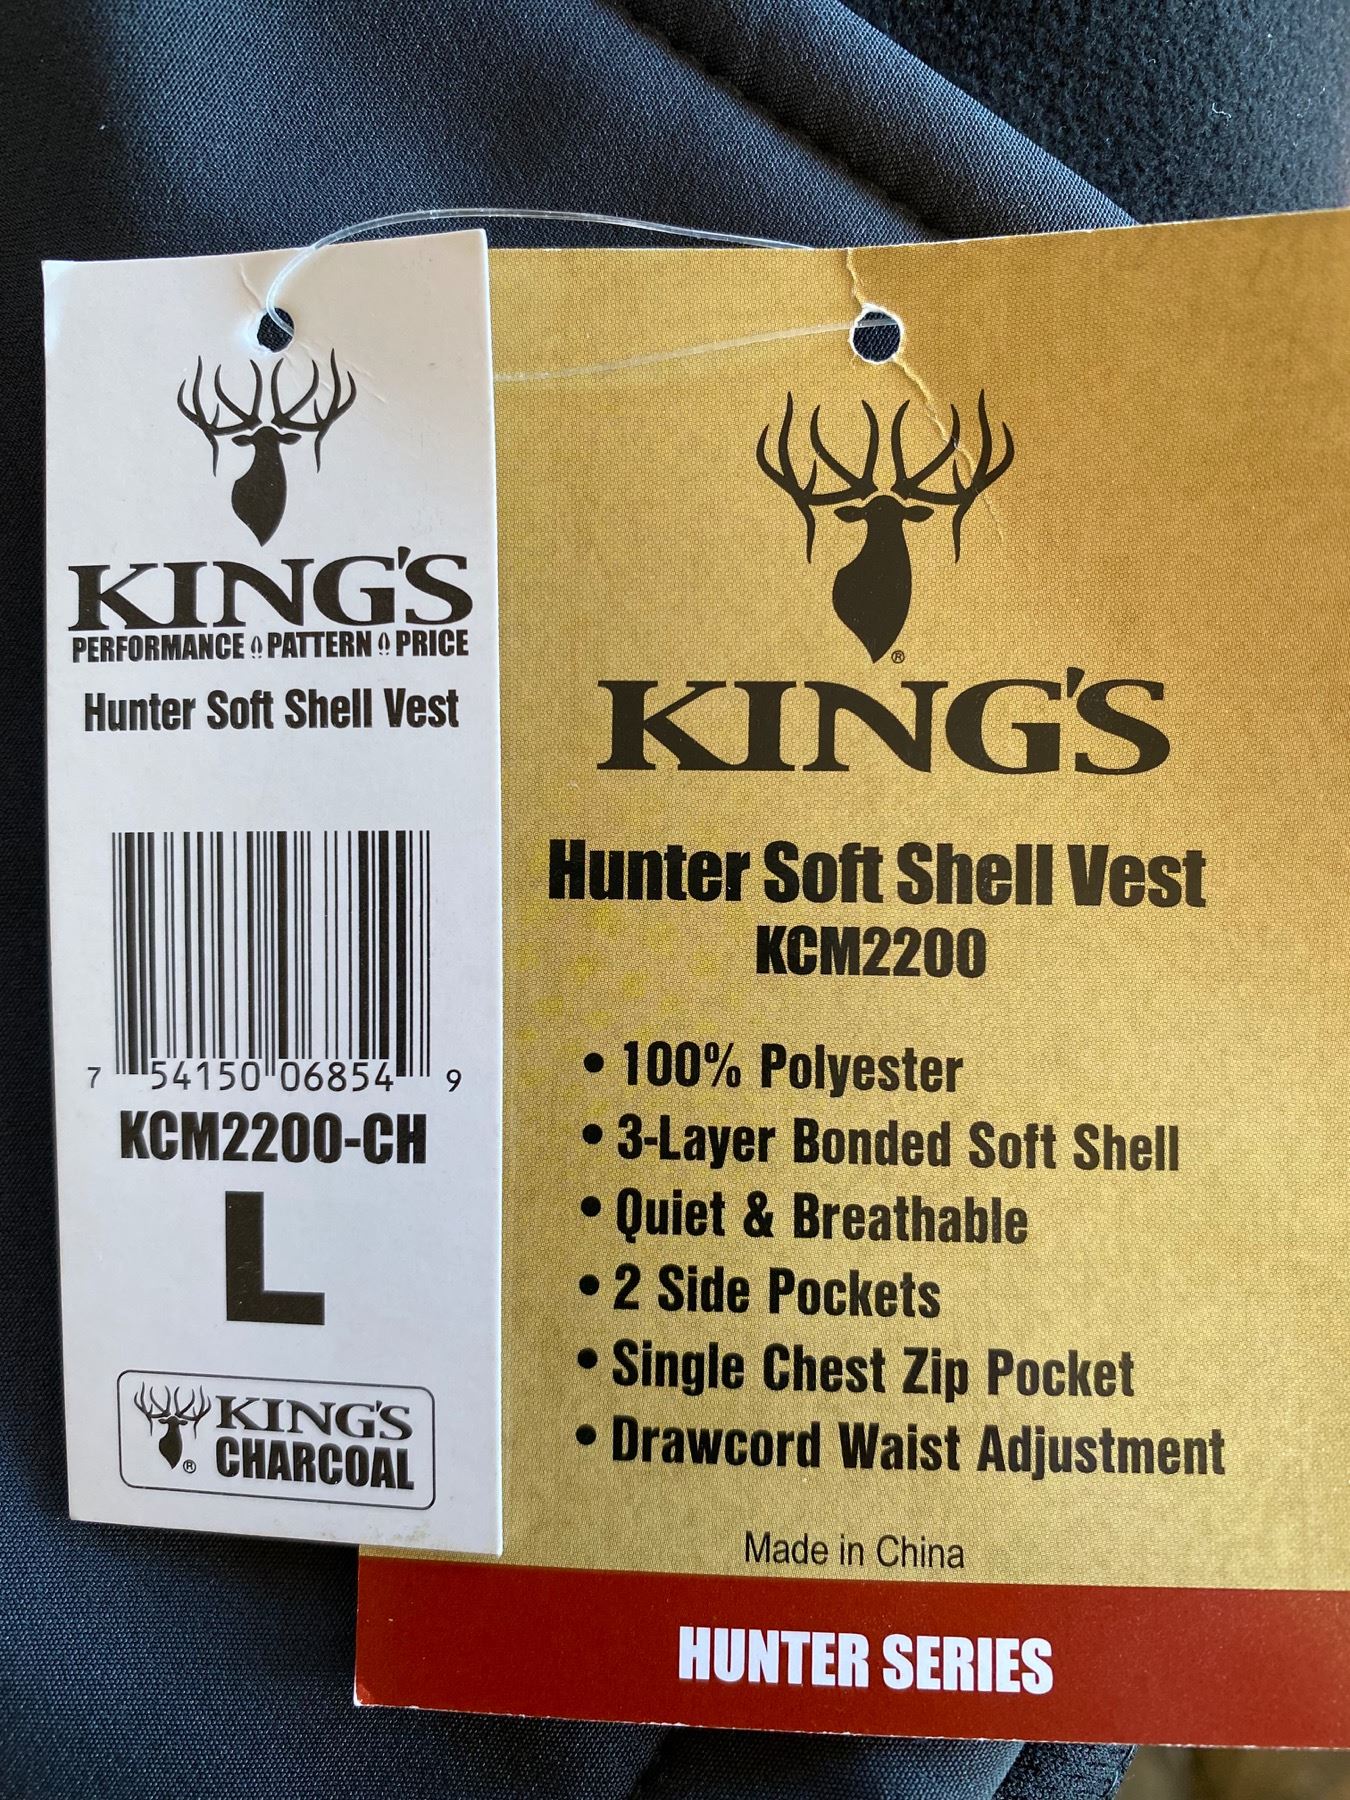 KING'S
PERFORMANCE PATTERN PRICE
Hunter Soft Shell Vest
7 54150 06854 9
KCM2200-CH
L
KING'S
CHARCOAL
®
®
KING'S
Hunter Soft Shell Vest
KCM2200
• 100% Polyester
• 3-Layer Bonded Soft Shell
• Quiet & Breathable
• 2 Side Pockets
• Single Chest Zip Pocket
• Drawcord Waist Adjustment
Made in China
HUNTER SERIES